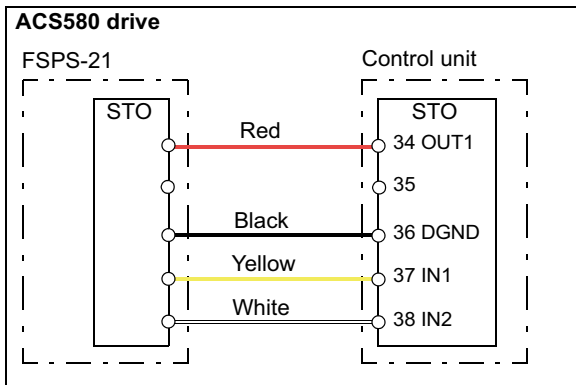 ACS580 drive
FSPS-21
Control unit
STO
STO
Red
34 OUT1
35
Black
36 DGND
Yellow
37 IN1
White
38 IN2